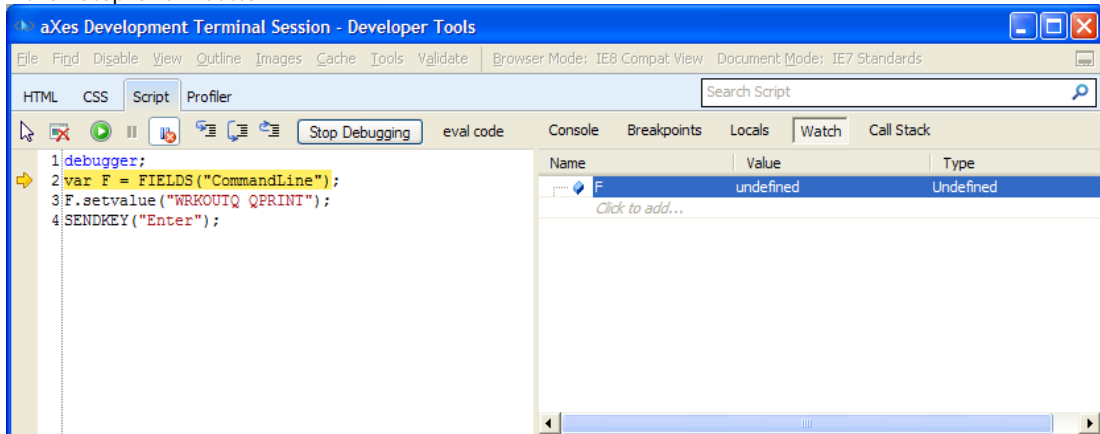 aXes Development Terminal Session - Developer Tools
File Find Disable View Outline Images Cache Tools Validate Browser Mode: IE8 Compat View Document Mode: IE7 Standards
HTML CSS Script Profiler Search Script
Stop Debugging eval code Console Breakpoints Locals Watch Call Stack
1 debugger;
2 var F = FIELDS("CommandLine");
3 F.setvalue("WRKOUTQ QPRINT");
4 SENDKEY("Enter");
Name Value Type
F undefined Undefined
Click to add...